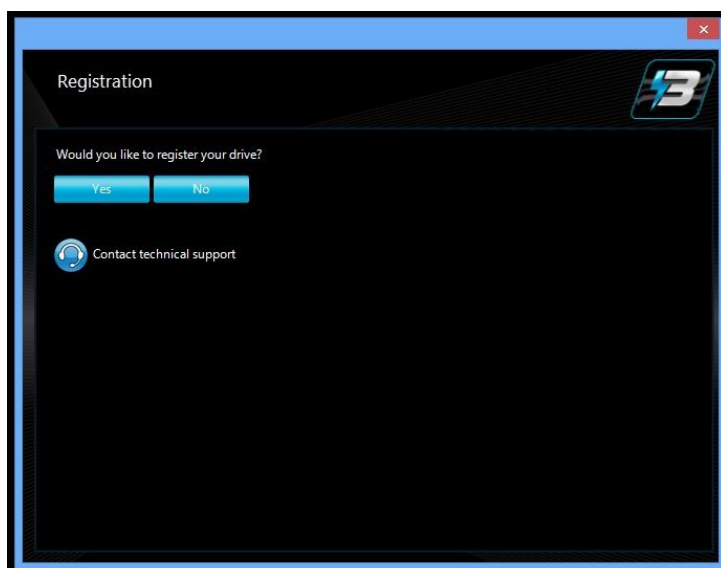 Registration
Would you like to register your drive?
Yes
No
Contact technical support